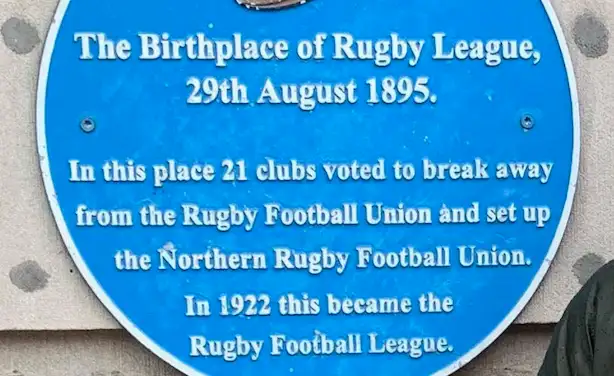 The Birthplace of Rugby League,
29th August 1895.
In this place 21 clubs voted to break away
from the Rugby Football Union and set up
the Northern Rugby Football Union.
In 1922 this became the
Rugby Football League.